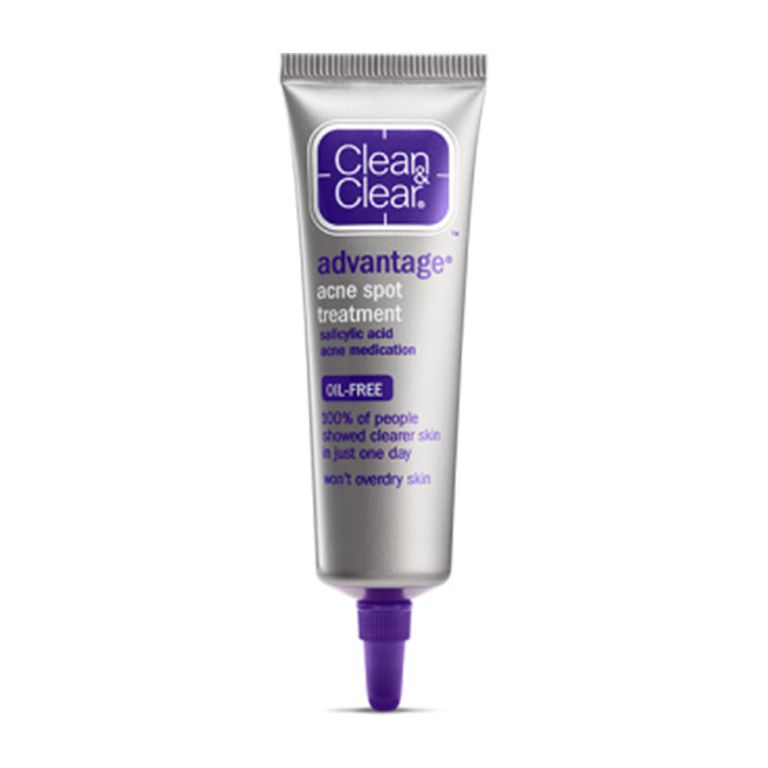 Clean
&
Clear®
™
advantage®
acne spot
treatment
salicylic acid
acne medication
OIL-FREE
100% of people
showed clearer skin
in just one day
won't overdry skin